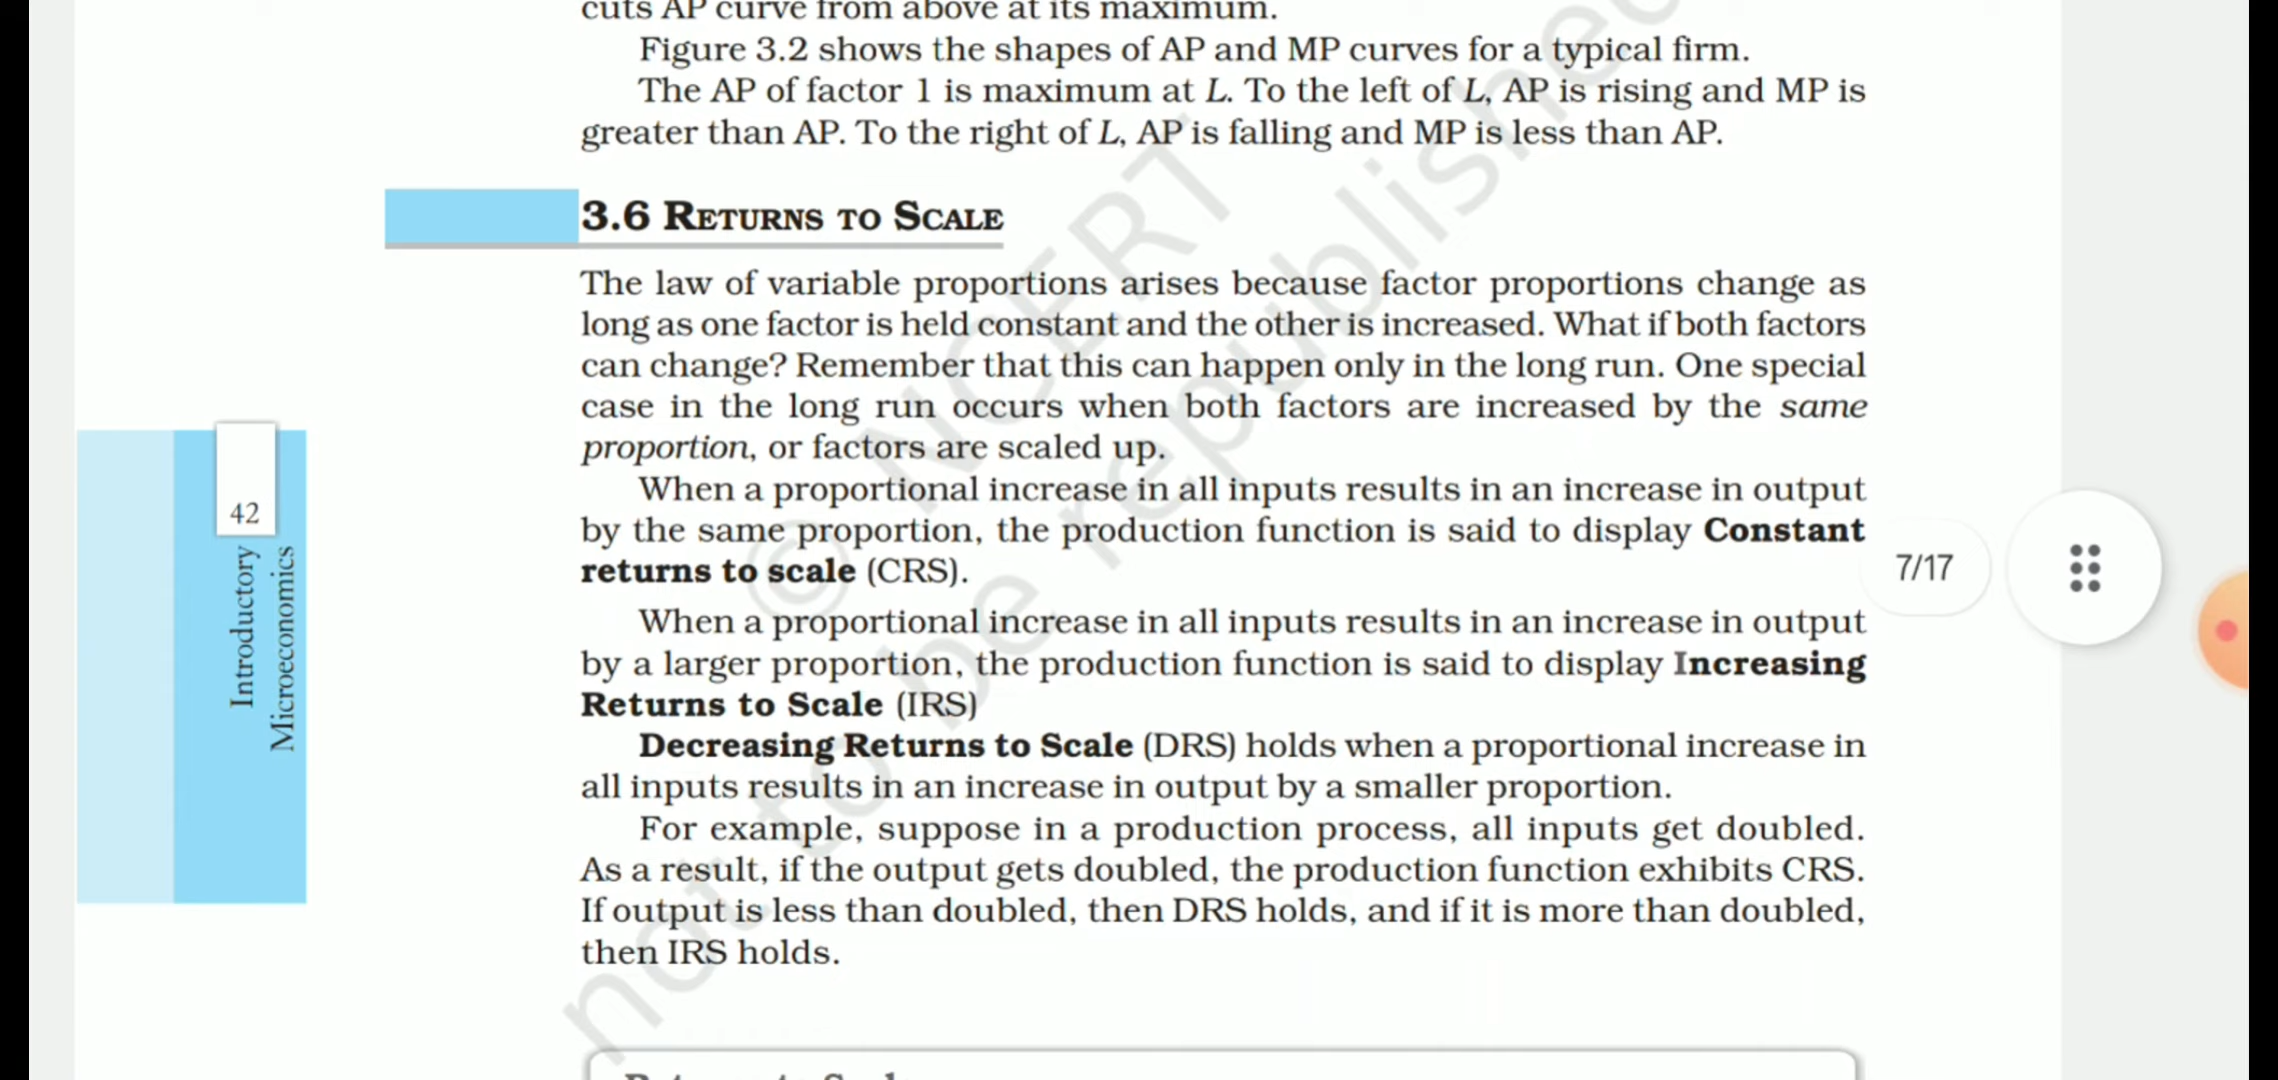 cuts AP curve from above at its maximum.
Figure 3.2 shows the shapes of AP and MP curves for a typical firm.
The AP of factor 1 is maximum at L. To the left of L, AP is rising and MP is
greater than AP. To the right of L, AP is falling and MP is less than AP.
3.6 RETURNS TO SCALE
The law of variable proportions arises because factor proportions change as
long as one factor is held constant and the other is increased. What if both factors
can change? Remember that this can happen only in the long run. One special
case in the long run occurs when both factors are increased by the same
proportion, or factors are scaled up.
When a proportional increase in all inputs results in an increase in output
by the same proportion, the production function is said to display Constant
returns to scale (CRS).
When a proportional increase in all inputs results in an increase in output
by a larger proportion, the production function is said to display Increasing
Returns to Scale (IRS)
Decreasing Returns to Scale (DRS) holds when a proportional increase in
all inputs results in an increase in output by a smaller proportion.
For example, suppose in a production process, all inputs get doubled.
As a result, if the output gets doubled, the production function exhibits CRS.
If output is less than doubled, then DRS holds, and if it is more than doubled,
then IRS holds.
42
Introductory
Microeconomics
7/17
© NCERT
not to be republished
Returns to Scale